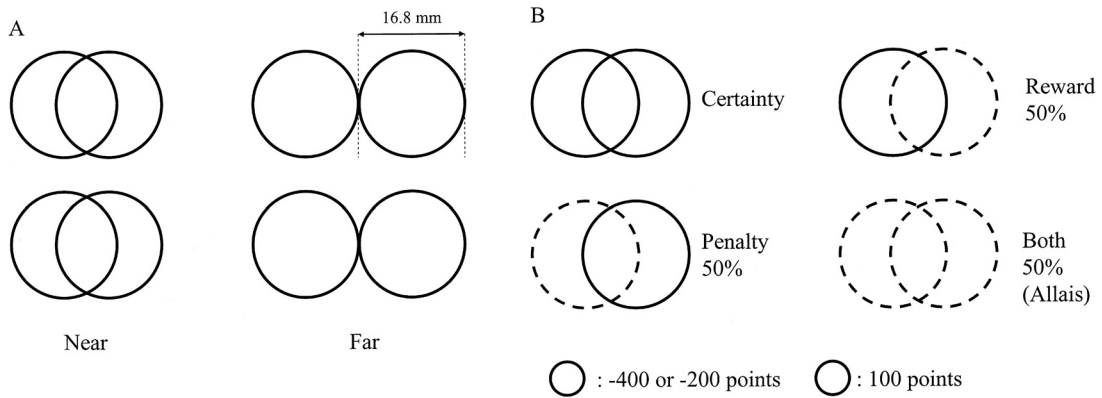 A
16.8 mm
Near
Far
B
Certainty
Reward
50%
Penalty
50%
Both
50%
(Allais)
: -400 or -200 points
: 100 points